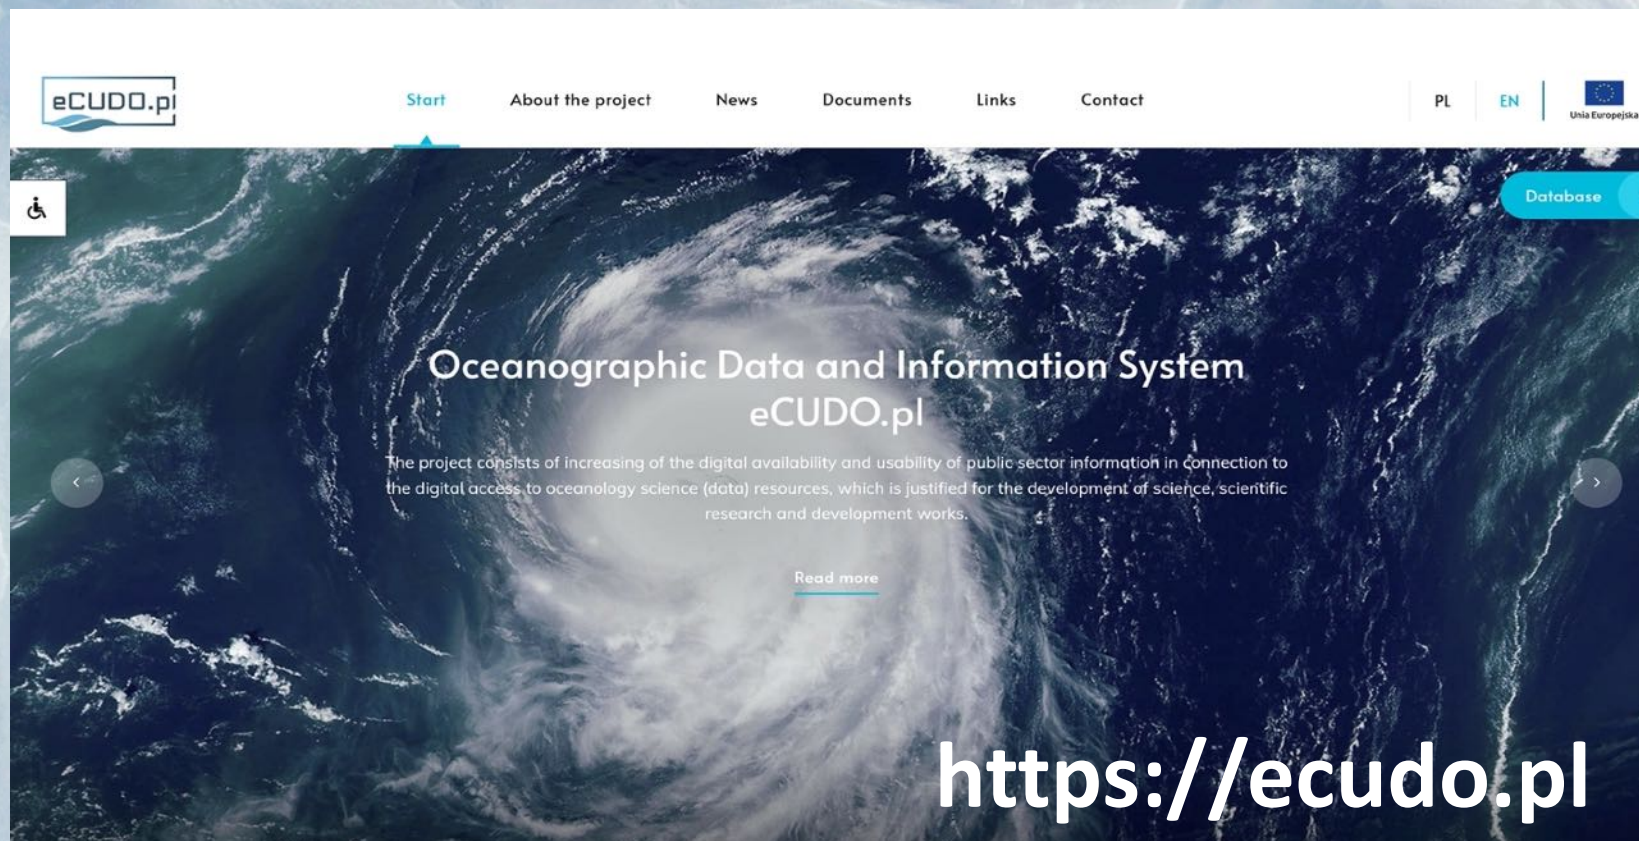 eCUDO.pl
Start About the project News Documents Links Contact PL EN
Unia Europejska
Database
Oceanographic Data and Information System
eCUDO.pl
The project consists of increasing of the digital availability and usability of public sector information in connection to
the digital access to oceanology science (data) resources, which is justified for the development of science, scientific
research and development works.
Read more
https://ecudo.pl